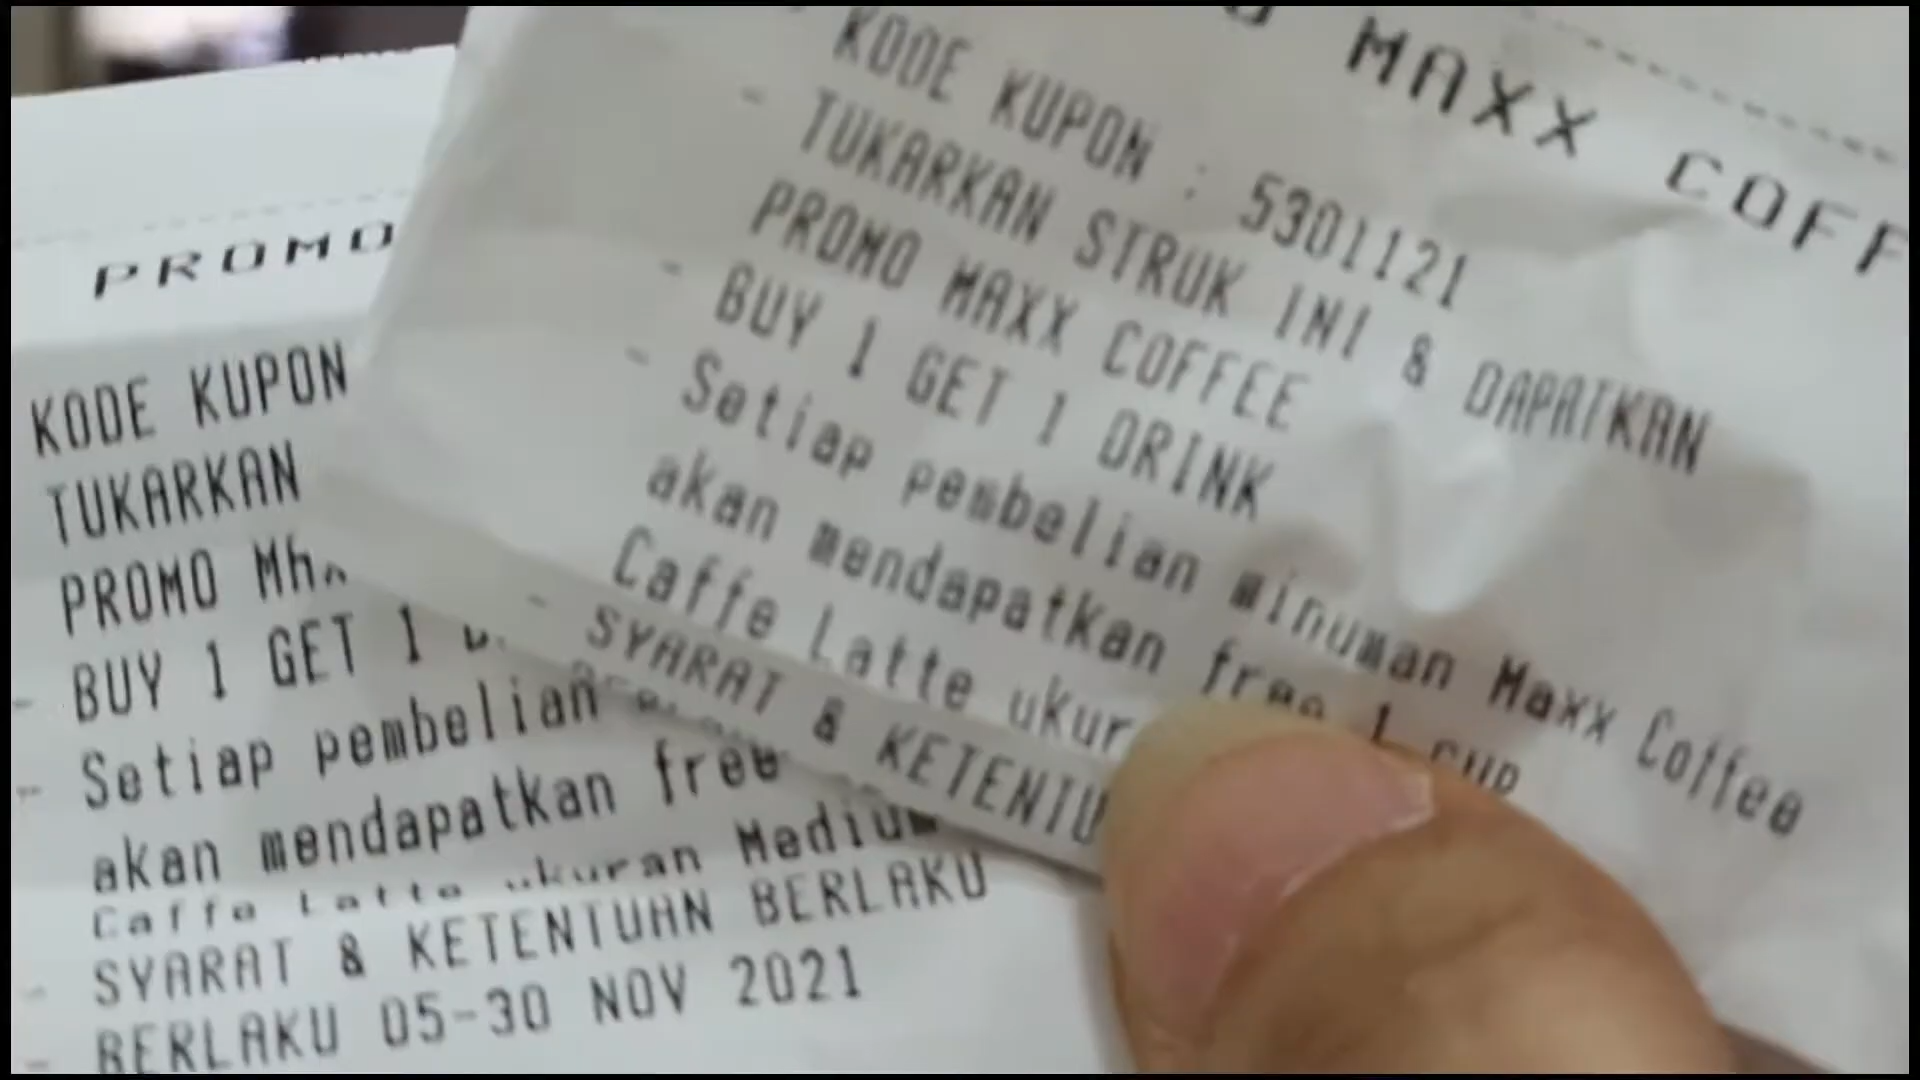 PROMO
KODE KUPON
TUKARKAN
PROMO
BUY 1 GET 1
- Setiap pembelian
akan mendapatkan free
Caffe Latte ukuran Medium
- SYARAT & KETENTUAN BERLAKU
- BERLAKU 05-30 NOV 2021
MAXX COFF
KODE KUPON : 5301121
- TUKARKAN STRUK INI & DAPATKAN
PROMO MAXX COFFEE
- BUY 1 GET 1 DRINK
- Setiap pembelian minuman Maxx Coffee
akan mendapatkan free 1 cup
Caffe Latte ukur
- SYARAT & KETENTU